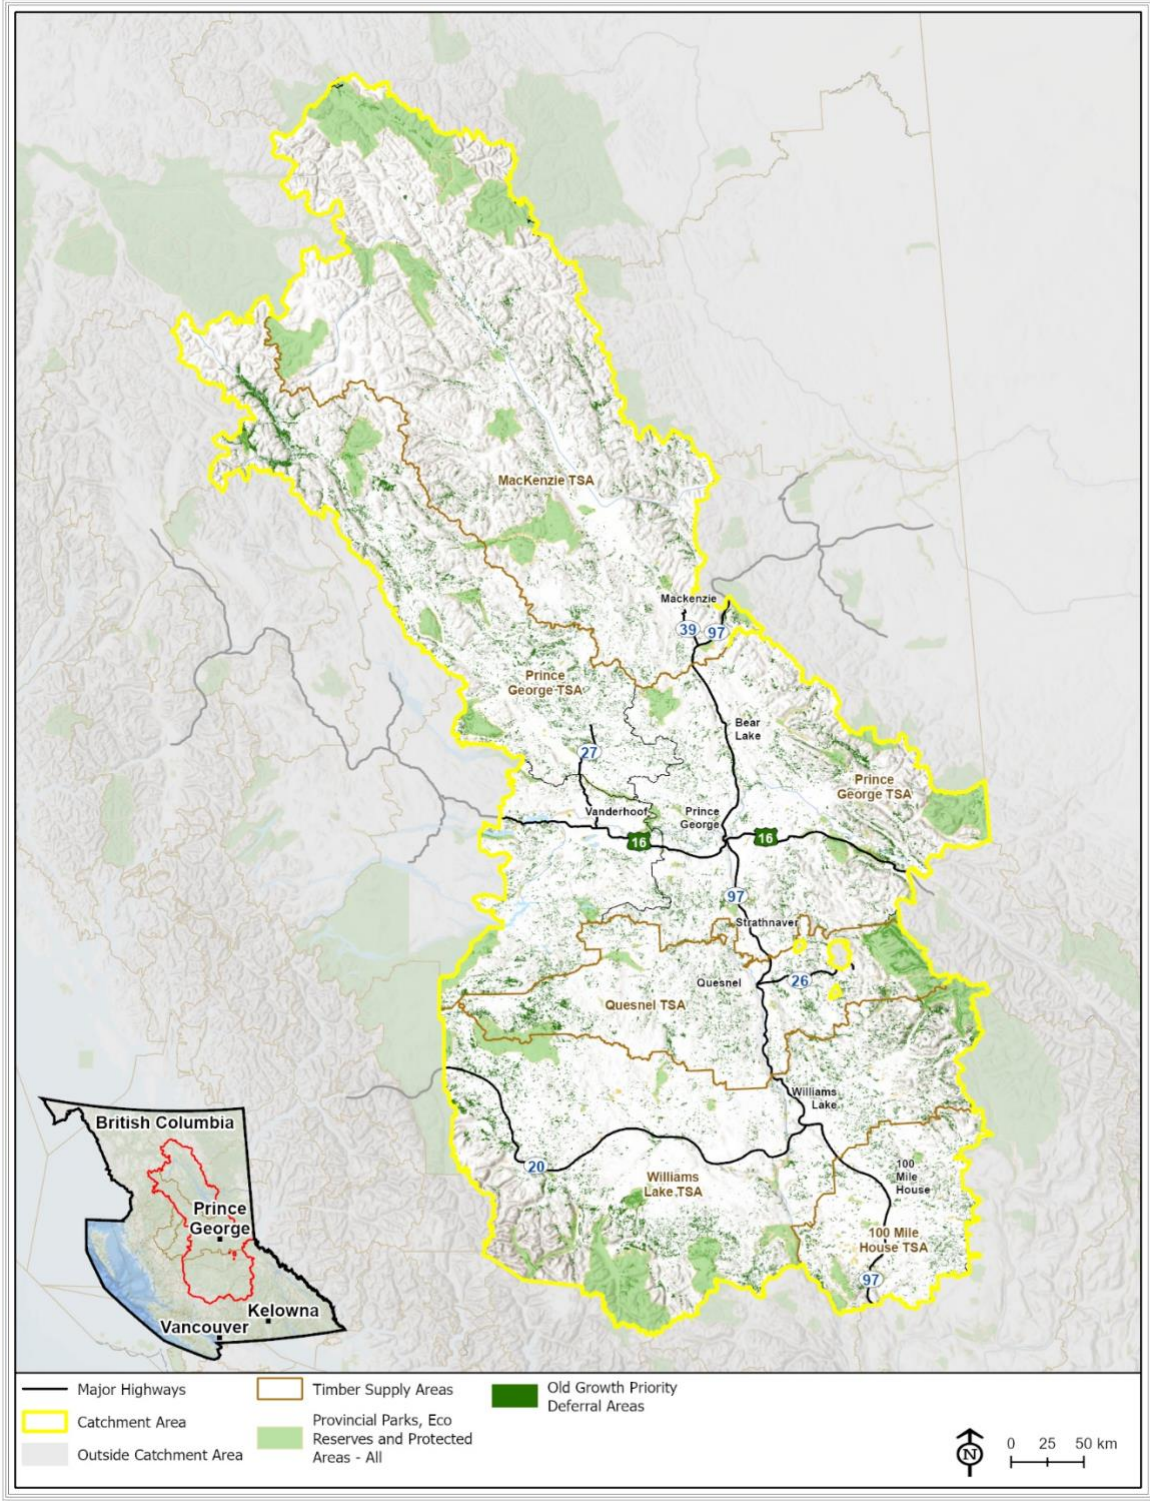 MacKenzie TSA
Mackenzie
39
97
Prince
George TSA
Bear
Lake
27
Prince
George TSA
Vanderhoof
Prince
George
16
16
97
Strathnaver
Quesnel
26
Quesnel TSA
Williams
Lake
20
Williams
Lake TSA
100
Mile
House
100 Mile
House TSA
97
British Columbia
Prince
George
Kelowna
Vancouver
Major Highways
Catchment Area
Outside Catchment Area
Timber Supply Areas
Provincial Parks, Eco
Reserves and Protected
Areas - All
Old Growth Priority
Deferral Areas
N
0 25 50 km